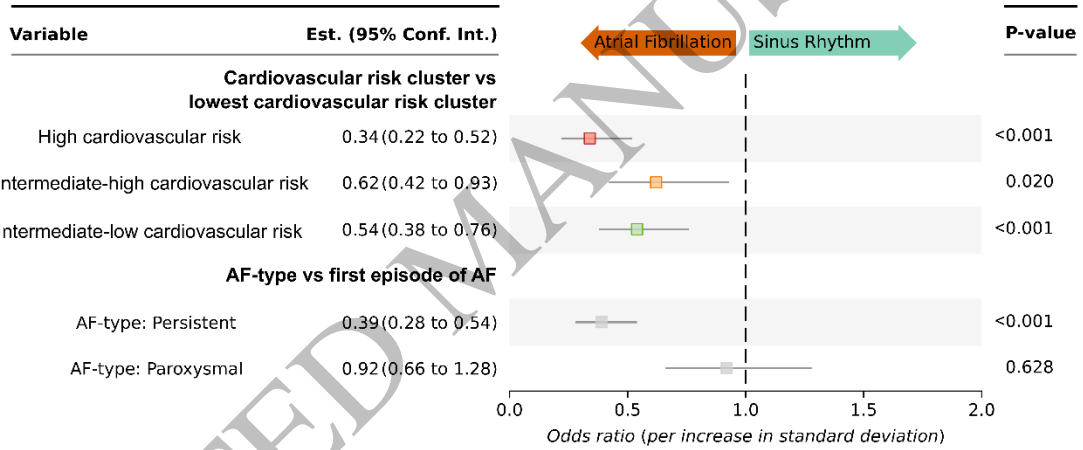 Variable Est. (95% Conf. Int.) Atrial Fibrillation Sinus Rhythm P-value
Cardiovascular risk cluster vs
lowest cardiovascular risk cluster
High cardiovascular risk 0.34(0.22 to 0.52) <0.001
ntermediate-high cardiovascular risk 0.62(0.42 to 0.93) 0.020
ntermediate-low cardiovascular risk 0.54(0.38 to 0.76) <0.001
AF-type vs first episode of AF
AF-type: Persistent 0.39(0.28 to 0.54) <0.001
AF-type: Paroxysmal 0.92(0.66 to 1.28) 0.628
0.0 0.5 1.0 1.5 2.0
Odds ratio (per increase in standard deviation)
TED MANU